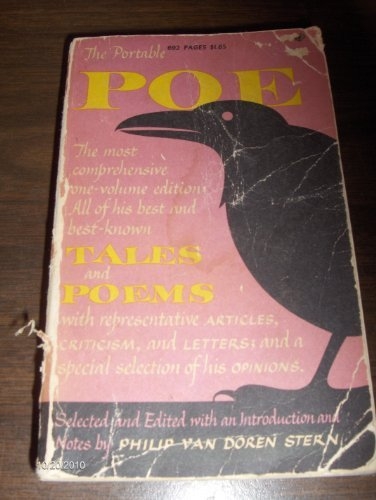 The Portable 692 PAGES $1.65
POE
The most
comprehensive
one-volume edition:
All of his best and
best-known
TALES
and
POEMS
with representative ARTICLES,
CRITICISM, and LETTERS; and a
special selection of his OPINIONS.
Selected and Edited with an Introduction and
Notes by PHILIP VAN DOREN STERN
10.20.2010